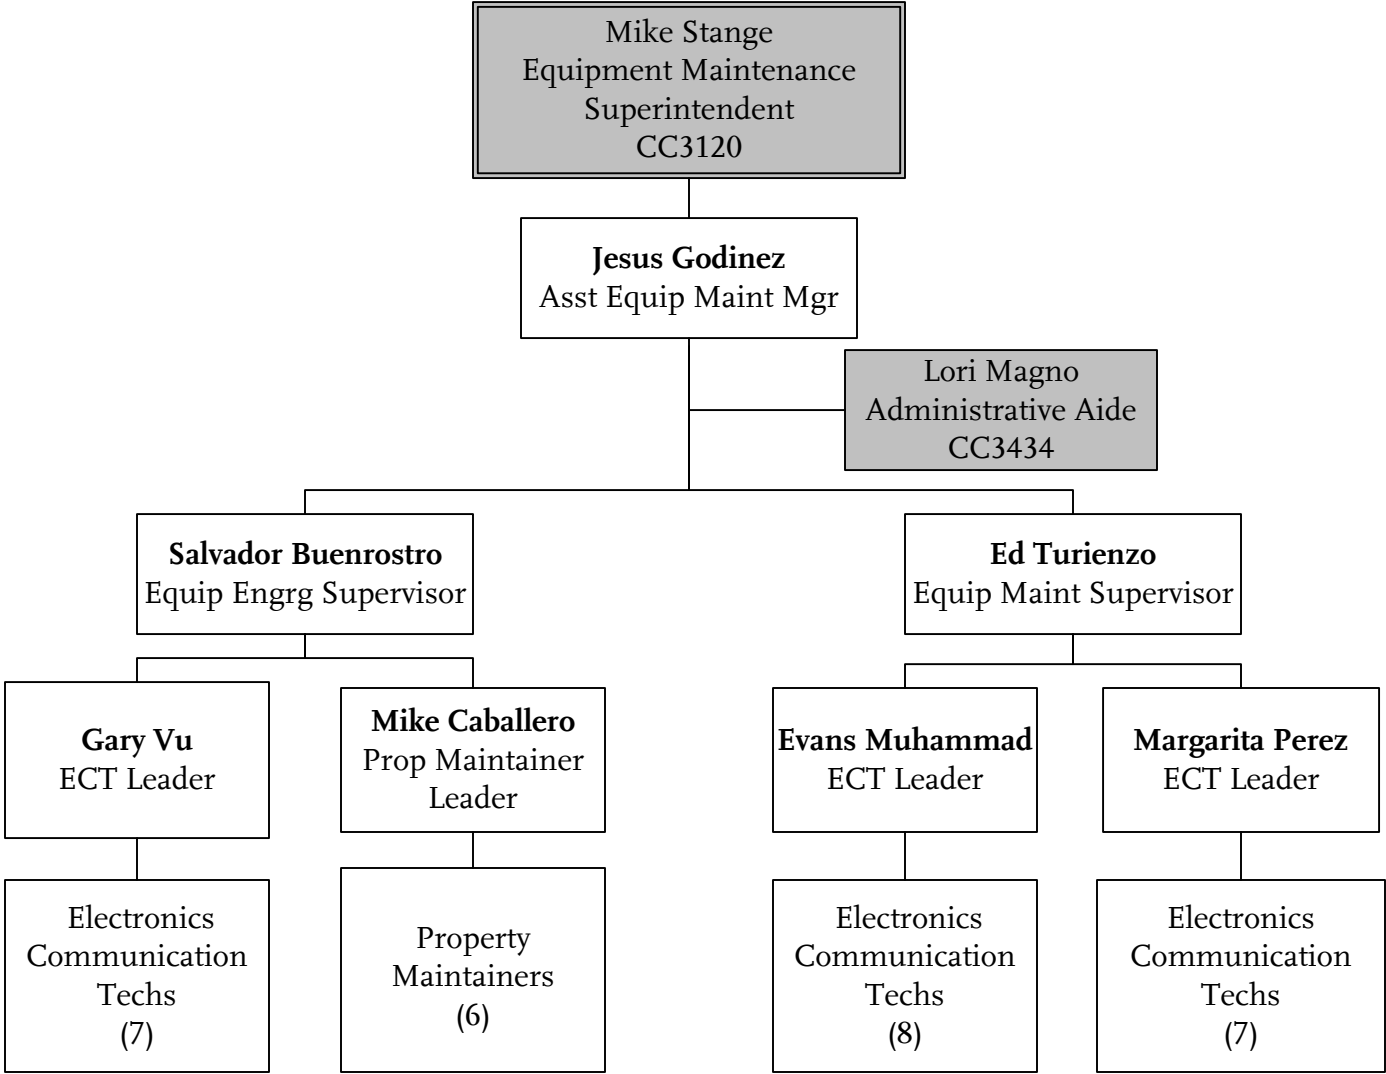 Mike Stange
Equipment Maintenance
Superintendent
CC3120
Jesus Godinez
Asst Equip Maint Mgr
Lori Magno
Administrative Aide
CC3434
Salvador Buenrostro
Equip Engrg Supervisor
Ed Turienzo
Equip Maint Supervisor
Gary Vu
ECT Leader
Mike Caballero
Prop Maintainer
Leader
Evans Muhammad
ECT Leader
Margarita Perez
ECT Leader
Electronics
Communication
Techs
(7)
Property
Maintainers
(6)
Electronics
Communication
Techs
(8)
Electronics
Communication
Techs
(7)